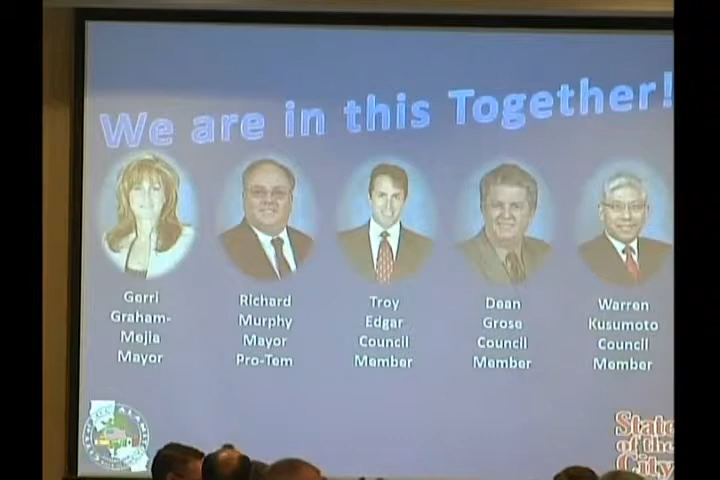 We are in this Together!
Gerri
Graham-
Mejia
Mayor
Richard
Murphy
Mayor
Pro-Tem
Troy
Edgar
Council
Member
Dean
Grose
Council
Member
Warren
Kusumoto
Council
Member
State
of the
City